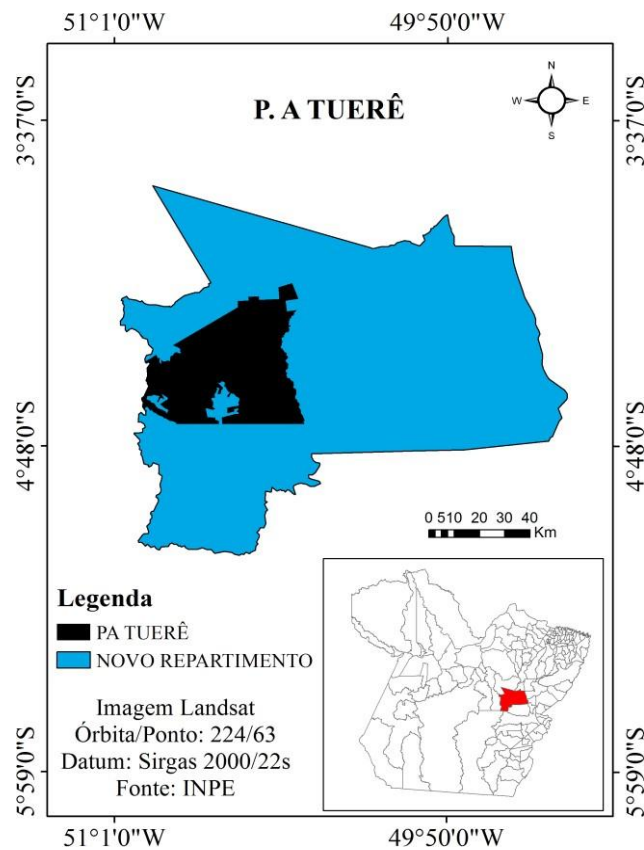 51°1'0"W 49°50'0"W
3°37'0"S 3°37'0"S
N
W E
S
P. A TUERÊ
4°48'0"S 4°48'0"S
0 510 20 30 40
Km
Legenda
PA TUERÊ
NOVO REPARTIMENTO
Imagem Landsat
Órbita/Ponto: 224/63
Datum: Sirgas 2000/22s
Fonte: INPE
5°59'0"S 5°59'0"S
51°1'0"W 49°50'0"W